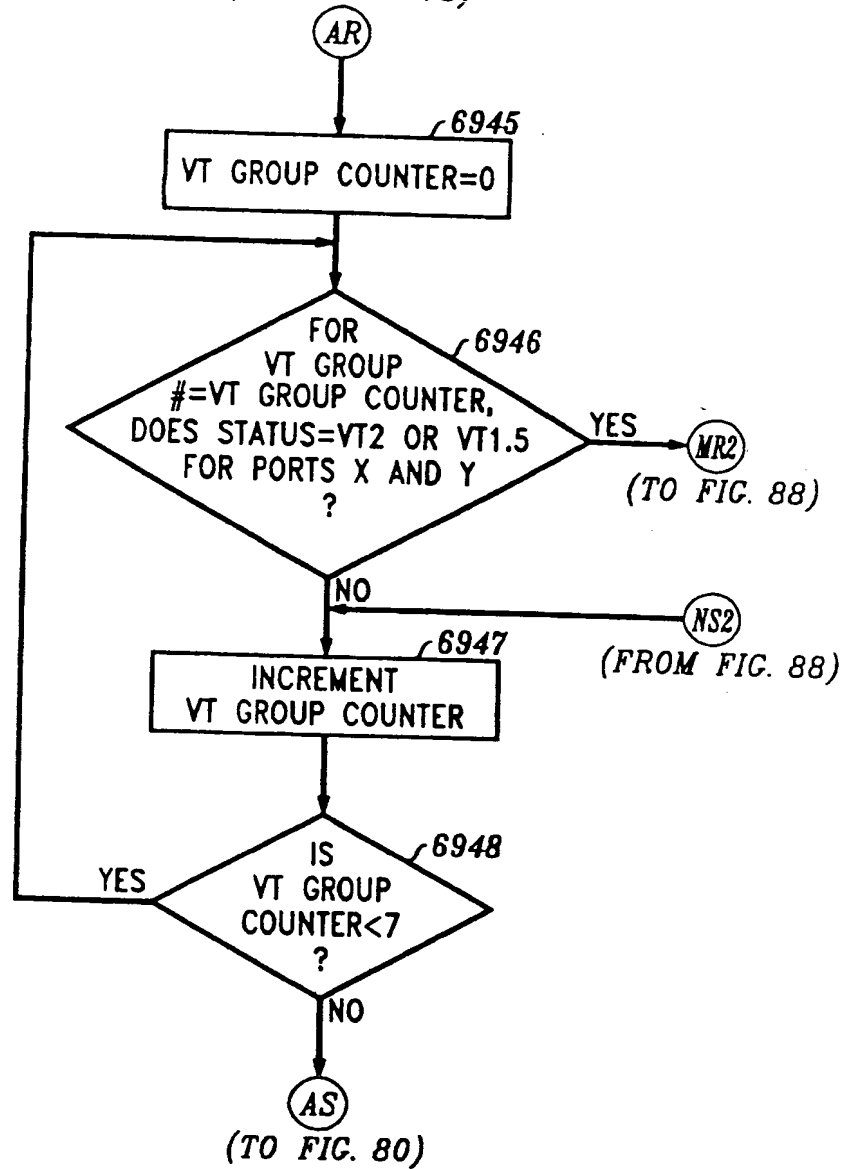 AR
6945
VT GROUP COUNTER=0
FOR
VT GROUP
#=VT GROUP COUNTER,
DOES STATUS=VT2 OR VT1.5
FOR PORTS X AND Y
?
6946
YES
MR2
(TO FIG. 88)
NO
NS2
(FROM FIG. 88)
6947
INCREMENT
VT GROUP COUNTER
6948
IS
VT GROUP
COUNTER<7
?
YES
NO
AS
(TO FIG. 80)